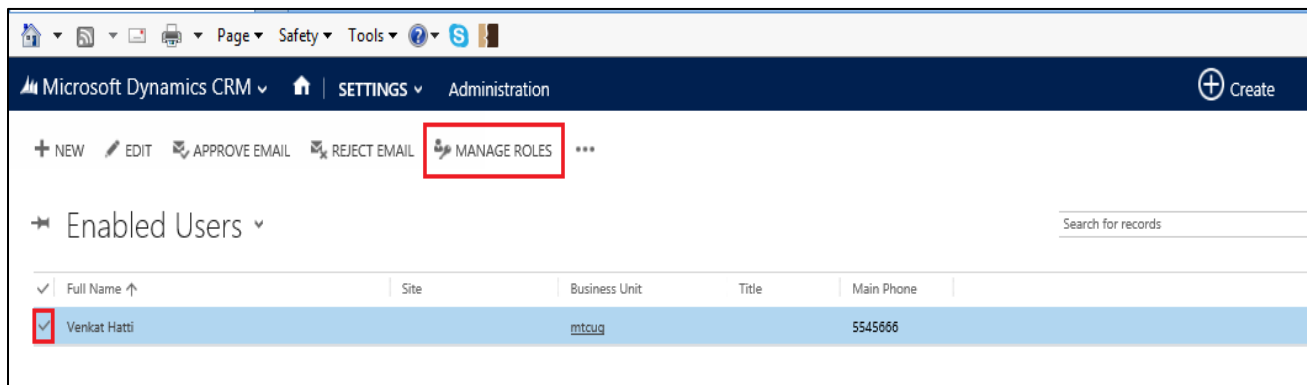 Page Safety Tools
Microsoft Dynamics CRM SETTINGS Administration Create
NEW EDIT APPROVE EMAIL REJECT EMAIL MANAGE ROLES •••
Enabled Users Search for records
Full Name Site Business Unit Title Main Phone
Venkat Hatti mtcug 5545666